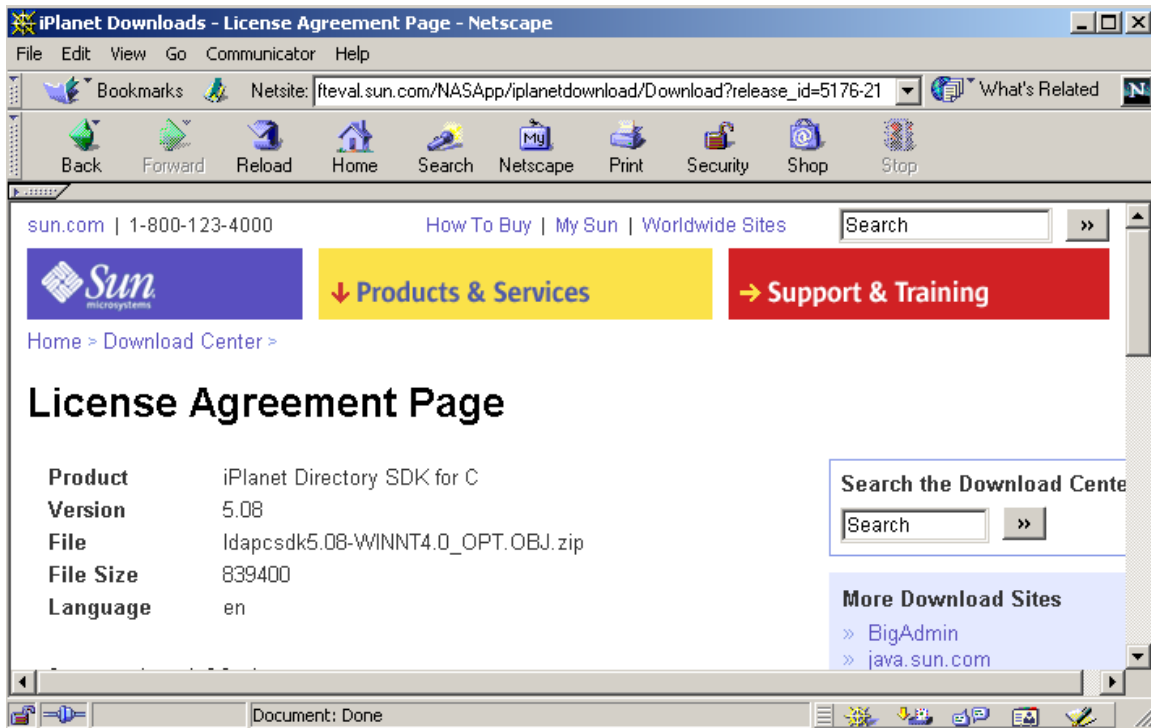 iPlanet Downloads - License Agreement Page - Netscape
File Edit View Go Communicator Help
Bookmarks Netsite: fteval.sun.com/NASApp/iplanetdownload/Download?release_id=5176-21 What's Related N
My
Back Forward Reload Home Search Netscape Print Security Shop Stop
sun.com | 1-800-123-4000 How To Buy | My Sun | Worldwide Sites Search »
Sun microsystems Products & Services Support & Training
Home > Download Center >
License Agreement Page
Product iPlanet Directory SDK for C
Version 5.08
File ldapcsdk5.08-WINNT4.0_OPT.OBJ.zip
File Size 839400
Language en
Search the Download Cente
Search »
More Download Sites
» BigAdmin
» java.sun.com
Document: Done